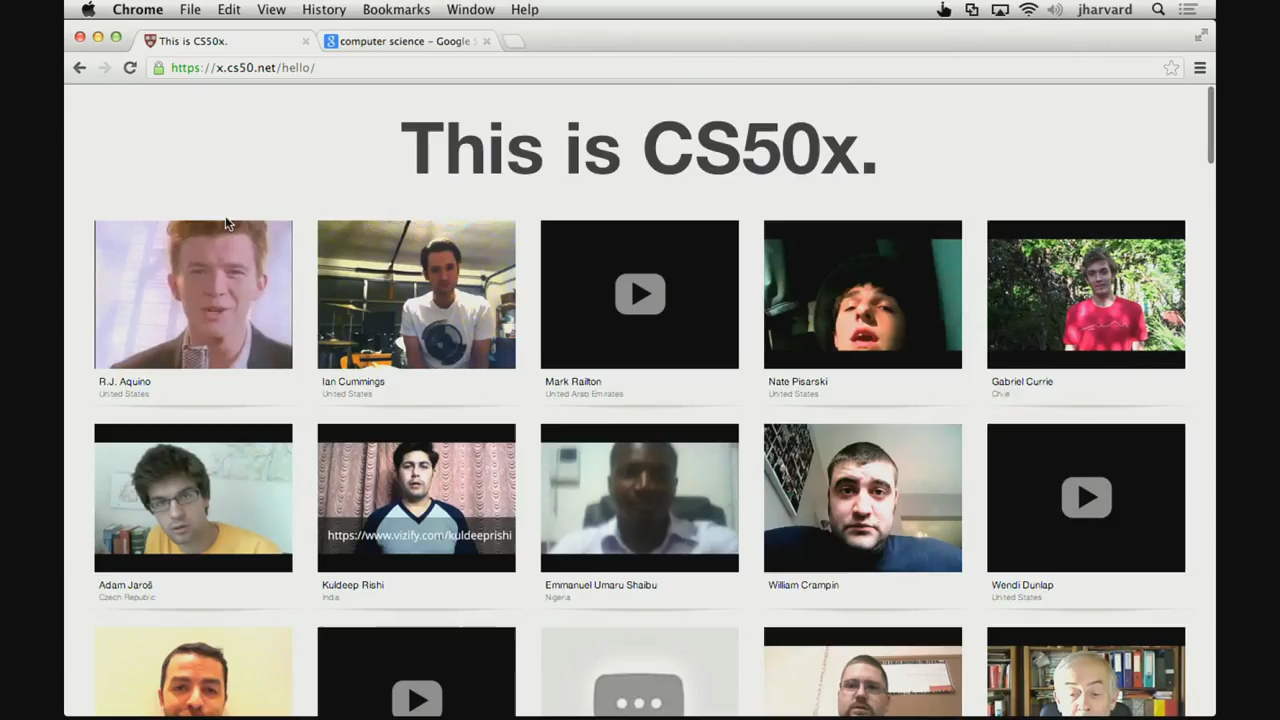 Chrome File Edit View History Bookmarks Window Help jharvard
This is CS50x. computer science - Google S
https://x.cs50.net/hello/
This is CS50x.
R.J. Aquino Ian Cummings Mark Railton Nate Pisarski Gabriel Currie
United States United States United Arab Emirates United States Chile
https://www.vizify.com/kuldeeprishi
Adam Jaroš Kuldeep Rishi Emmanuel Umaru Shaibu William Crampin Wendi Dunlap
Czech Republic India Nigeria United States